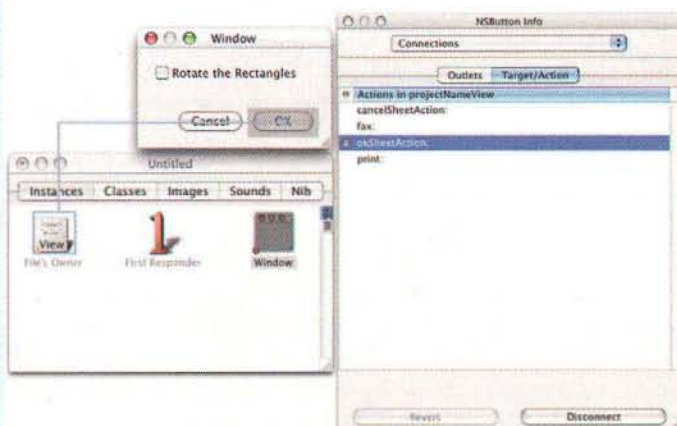 Window
Rotate the Rectangles
Cancel
OK
Untitled
Instances
Classes
Images
Sounds
Nib
View
File's Owner
First Responder
Window
NSButton Info
Connections
Outlets
Target/Action
Actions in projectNameView
cancelSheetAction:
fax:
okSheetAction:
print:
Revert
Disconnect